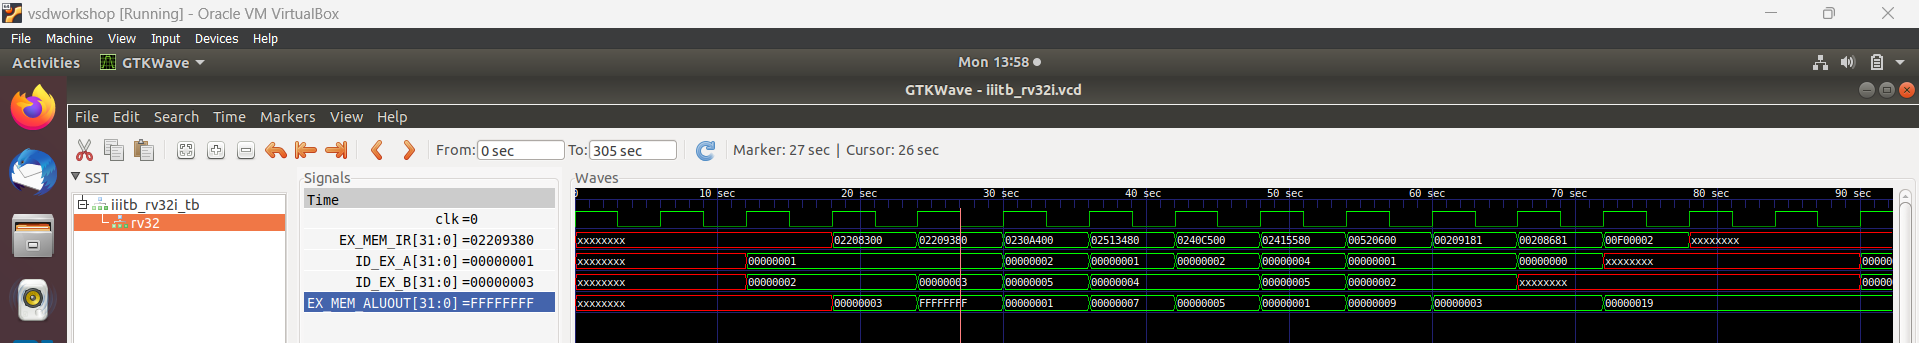 vsdworkshop [Running] - Oracle VM VirtualBox
File Machine View Input Devices Help
Activities GTKWave Mon 13:58
GTKWave - iiitb_rv32i.vcd
File Edit Search Time Markers View Help
From: 0 sec To: 305 sec Marker: 27 sec | Cursor: 26 sec
SST
iiitb_rv32i_tb
rv32
Signals
Time
clk =0
EX_MEM_IR[31:0] =02209380
ID_EX_A[31:0] =00000001
ID_EX_B[31:0] =00000003
EX_MEM_ALUOUT[31:0] =FFFFFFFF
Waves
0 10 sec 20 sec 30 sec 40 sec 50 sec 60 sec 70 sec 80 sec 90 sec
xxxxxxxx 02208300 02209380 0230A400 02513480 0240C500 02415580 00520600 00209181 00208681 00F00002 xxxxxxxx
xxxxxxxx 00000001 00000002 00000001 00000002 00000004 00000001 00000000 xxxxxxxx 00000
xxxxxxxx 00000002 00000003 00000005 00000004 00000005 00000002 xxxxxxxx 00000
xxxxxxxx 00000003 FFFFFFFF 00000001 00000007 00000005 00000001 00000009 00000003 00000019